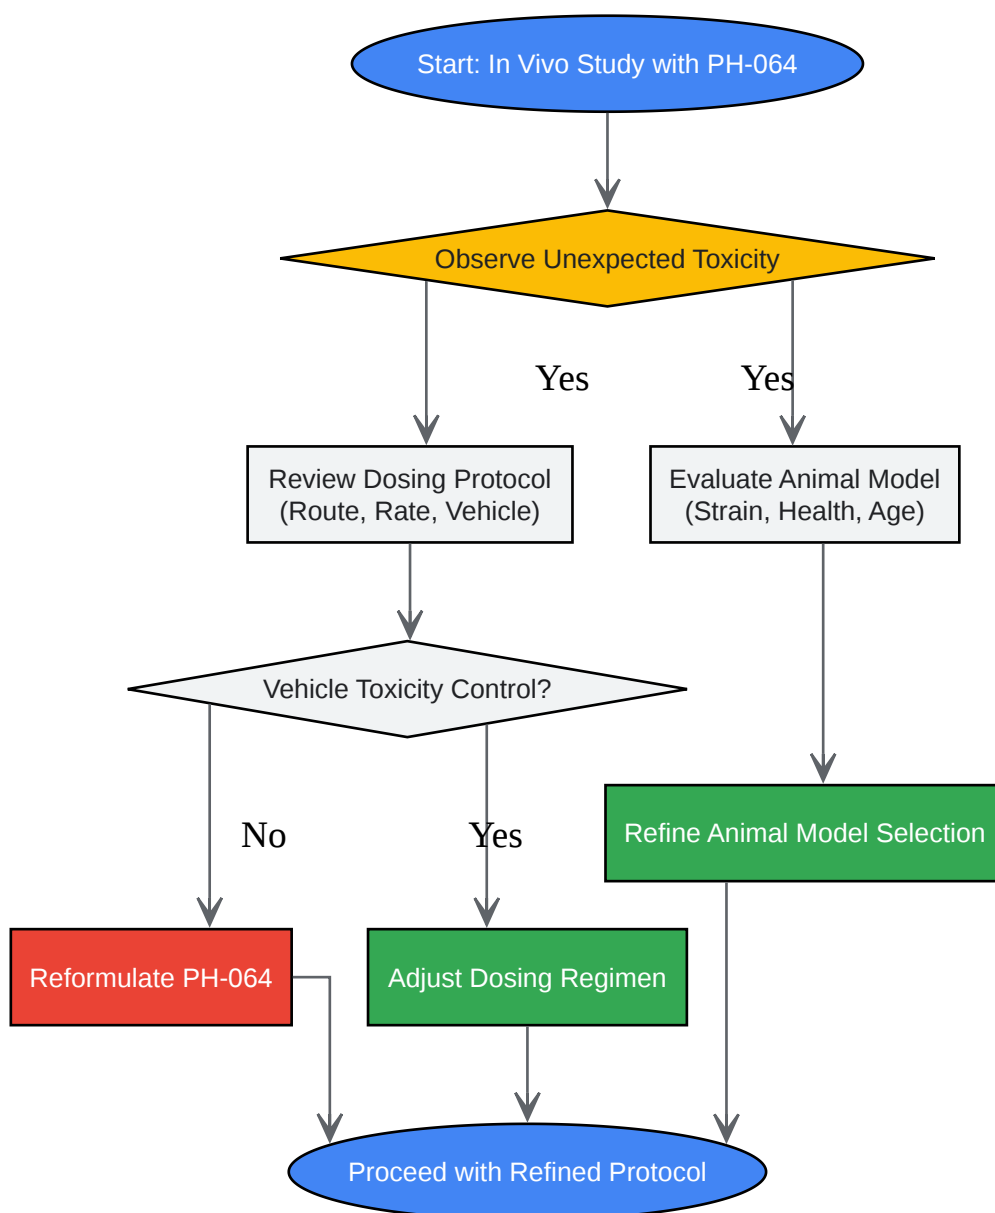 Start: In Vivo Study with PH-064
Observe Unexpected Toxicity
Yes
Yes
Review Dosing Protocol
(Route, Rate, Vehicle)
Evaluate Animal Model
(Strain, Health, Age)
Vehicle Toxicity Control?
No
Yes
Refine Animal Model Selection
Reformulate PH-064
Adjust Dosing Regimen
Proceed with Refined Protocol